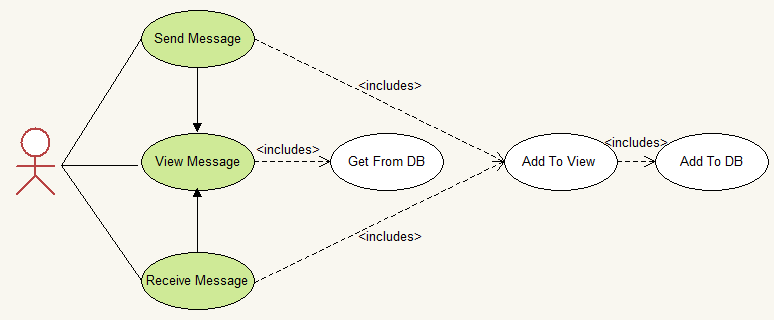 Send Message
<includes>
View Message
<includes>
Get From DB
Add To View
<includes>
Add To DB
<includes>
Receive Message